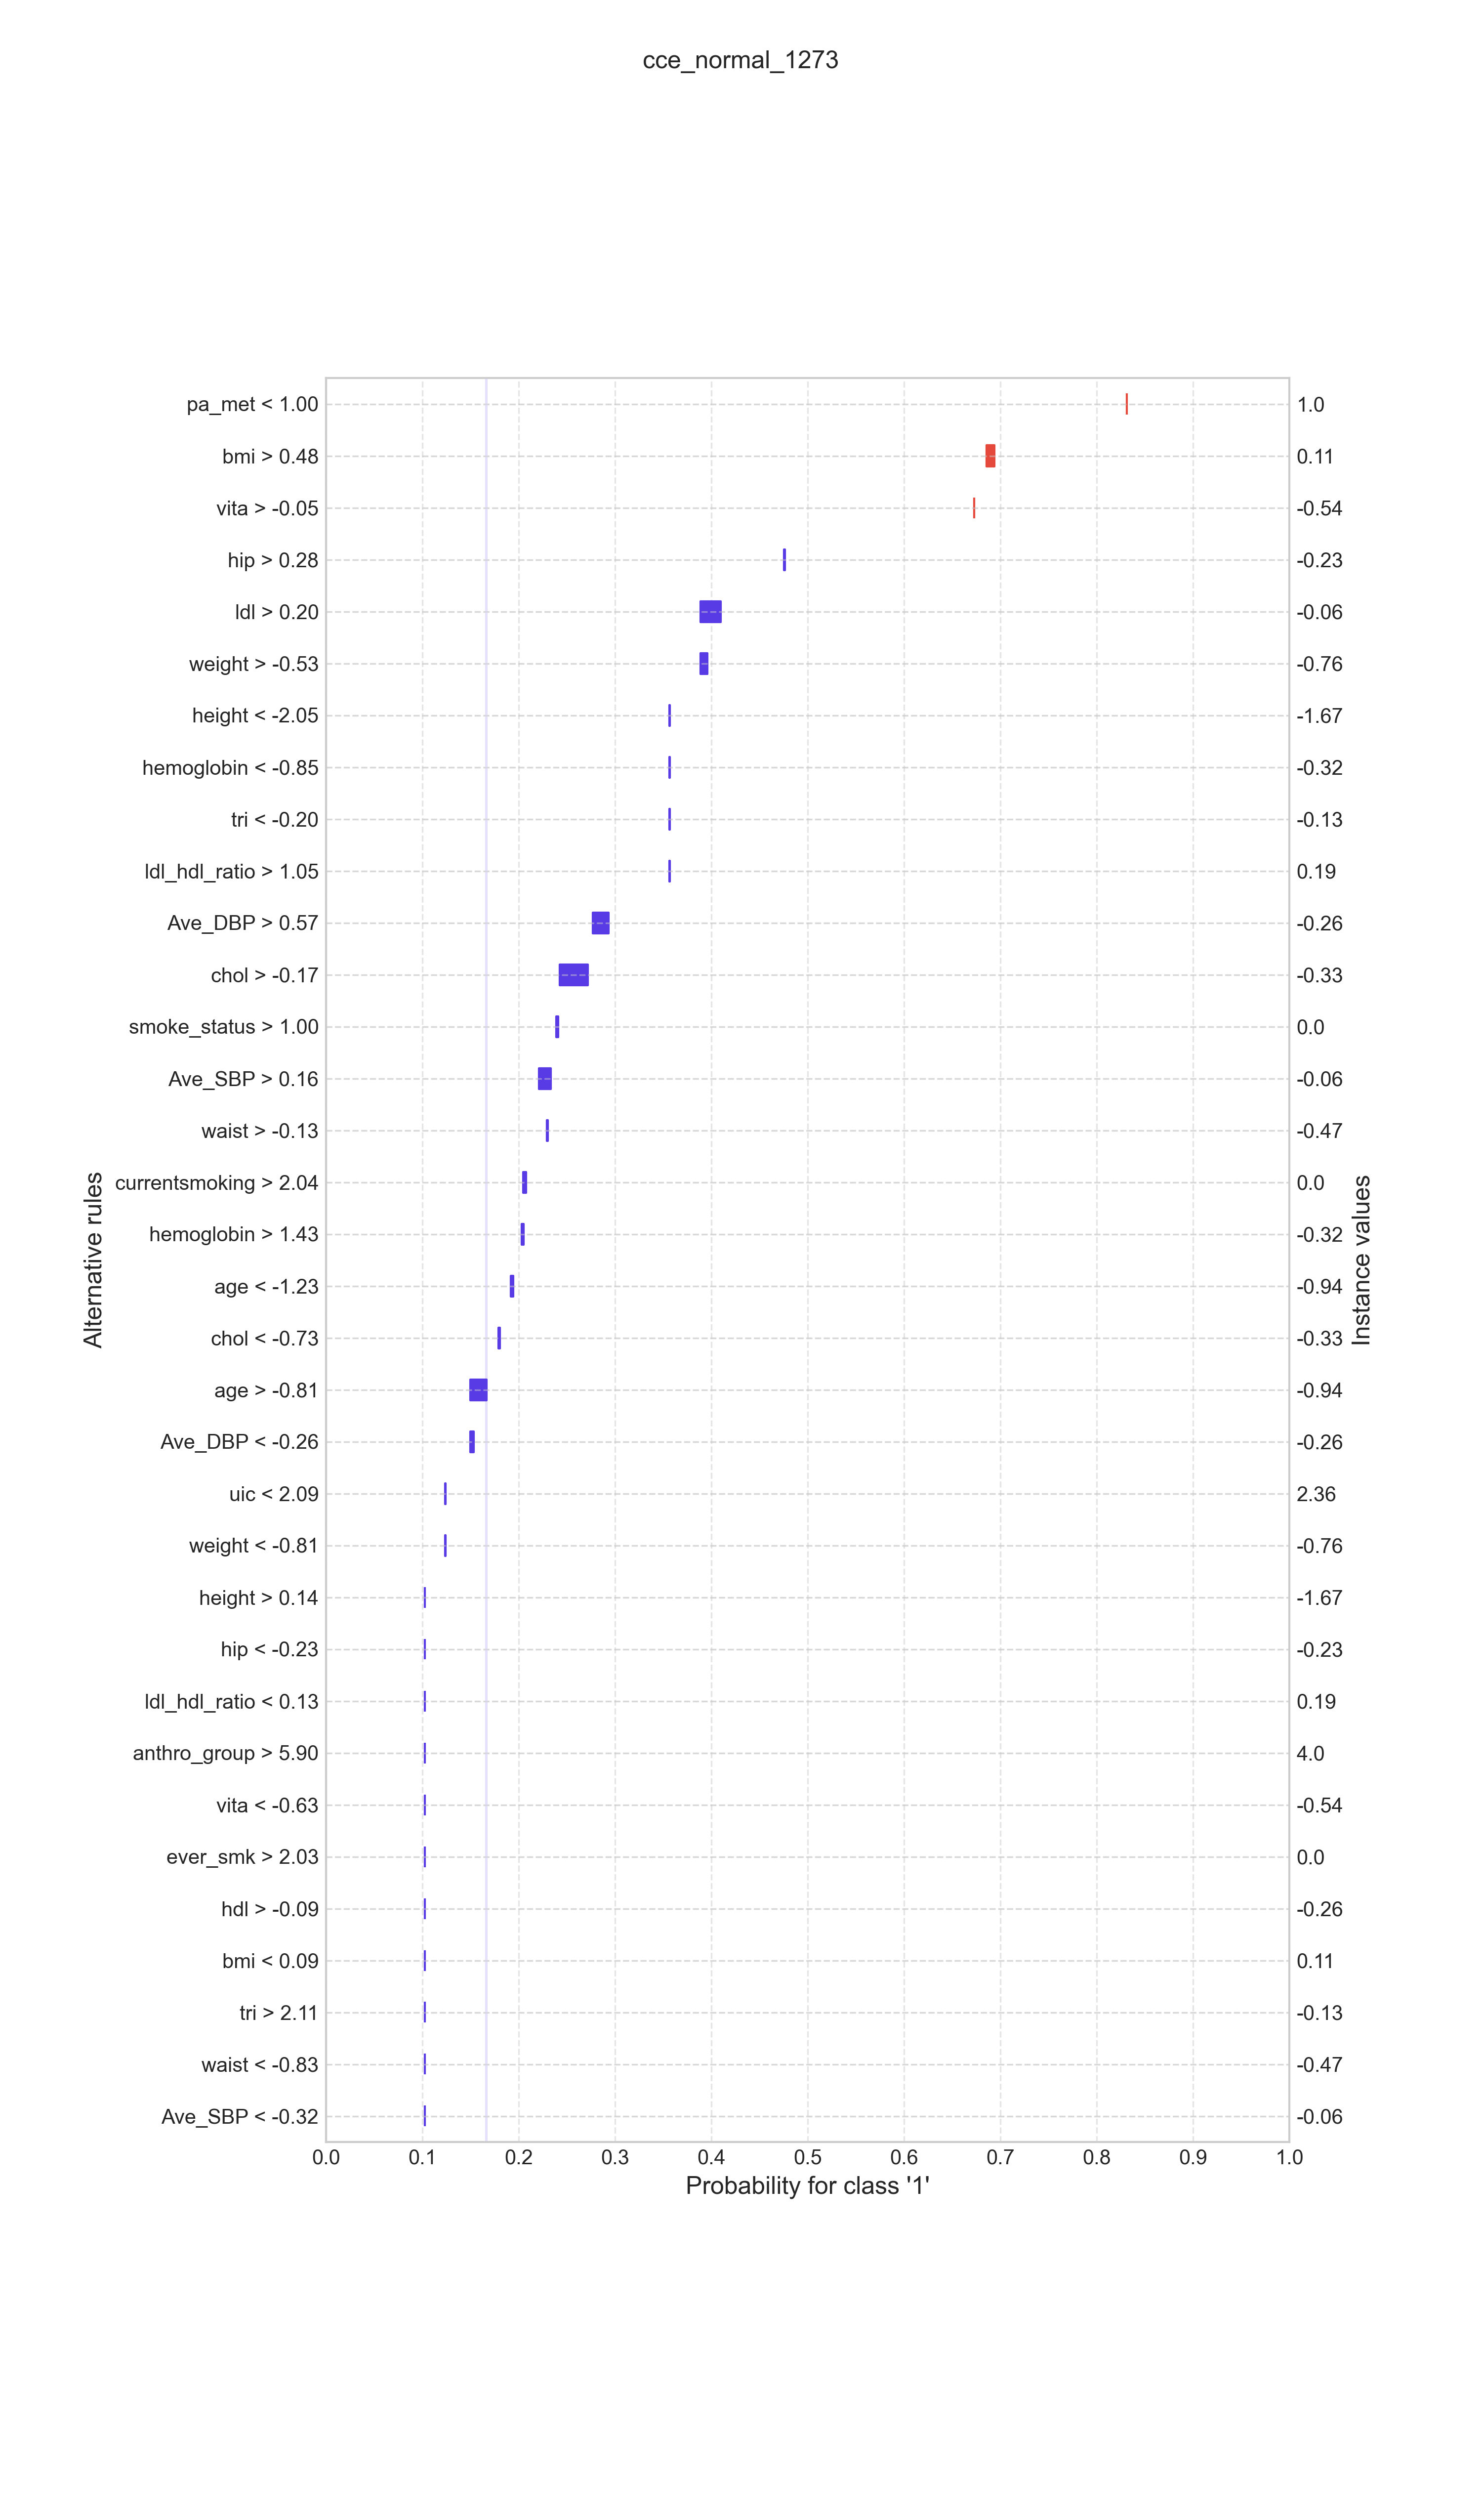 cce_normal_1273
pa_met < 1.00 1.0
bmi > 0.48 0.11
vita > -0.05 -0.54
hip > 0.28 -0.23
ldl > 0.20 -0.06
weight > -0.53 -0.76
height < -2.05 -1.67
hemoglobin < -0.85 -0.32
tri < -0.20 -0.13
ldl_hdl_ratio > 1.05 0.19
Ave_DBP > 0.57 -0.26
chol > -0.17 -0.33
smoke_status > 1.00 0.0
Ave_SBP > 0.16 -0.06
waist > -0.13 -0.47
currentsmoking > 2.04 0.0
hemoglobin > 1.43 -0.32
age < -1.23 -0.94
chol < -0.73 -0.33
age > -0.81 -0.94
Ave_DBP < -0.26 -0.26
uic < 2.09 2.36
weight < -0.81 -0.76
height > 0.14 -1.67
hip < -0.23 -0.23
ldl_hdl_ratio < 0.13 0.19
anthro_group > 5.90 4.0
vita < -0.63 -0.54
ever_smk > 2.03 0.0
hdl > -0.09 -0.26
bmi < 0.09 0.11
tri > 2.11 -0.13
waist < -0.83 -0.47
Ave_SBP < -0.32 -0.06
Alternative rules
Instance values
0.0 0.1 0.2 0.3 0.4 0.5 0.6 0.7 0.8 0.9 1.0
Probability for class '1'